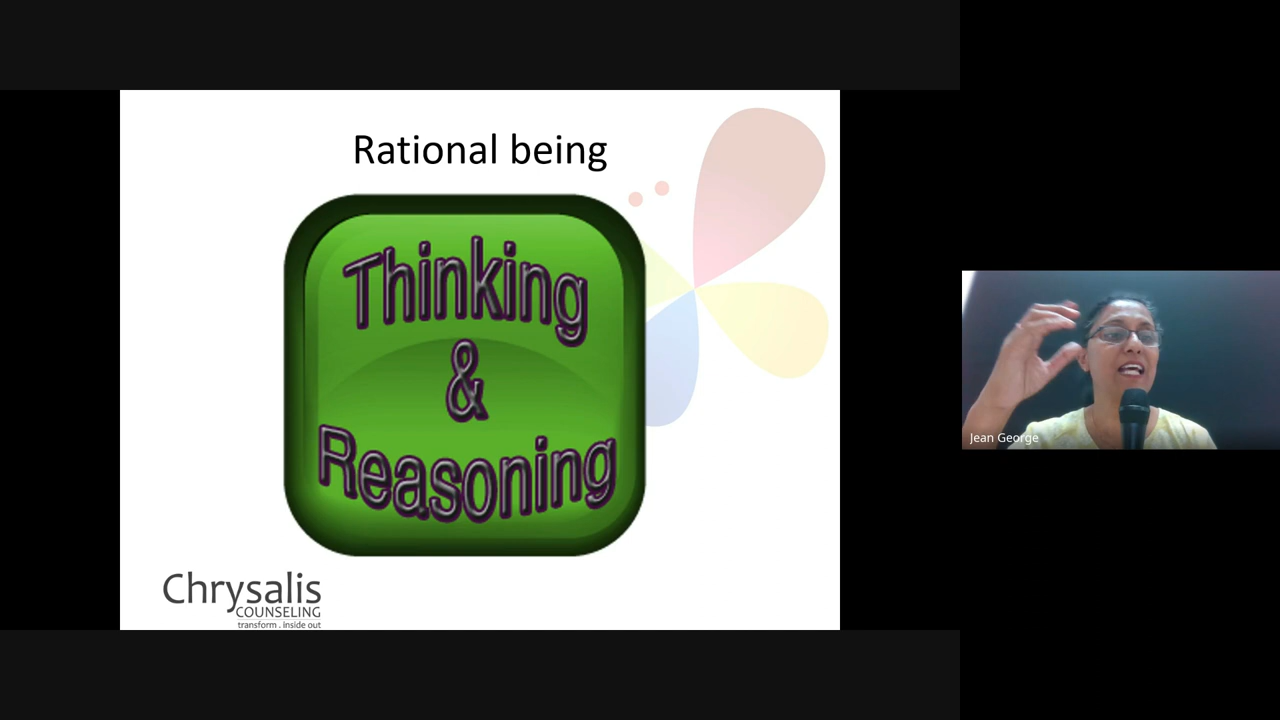 Rational being
Thinking
&
Reasoning
Chrysalis
COUNSELING
transform . inside out
Jean George